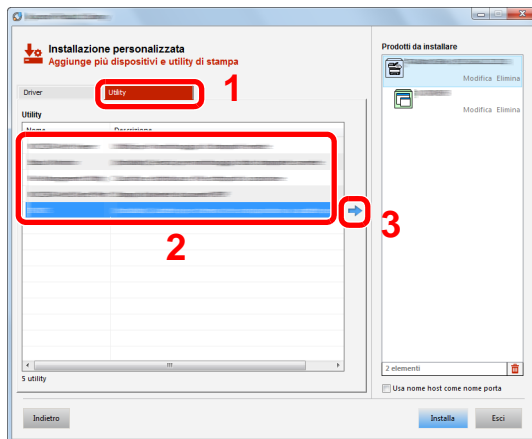 Installazione personalizzata
Aggiunge più dispositivi e utility di stampa
Driver
Utility
1
Utility
Nome
Descrizione
2
3
5 utility
Prodotti da installare
Modifica Elimina
Modifica Elimina
2 elementi
Usa nome host come nome porta
Indietro
Installa
Esci